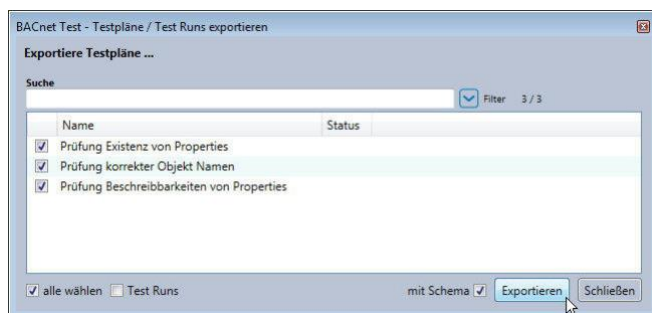 BACnet Test - Testpläne / Test Runs exportieren
Exportiere Testpläne ...
Suche
Filter 3 / 3
Name Status
Prüfung Existenz von Properties
Prüfung korrekter Objekt Namen
Prüfung Beschreibbarkeiten von Properties
alle wählen Test Runs mit Schema Exportieren Schließen